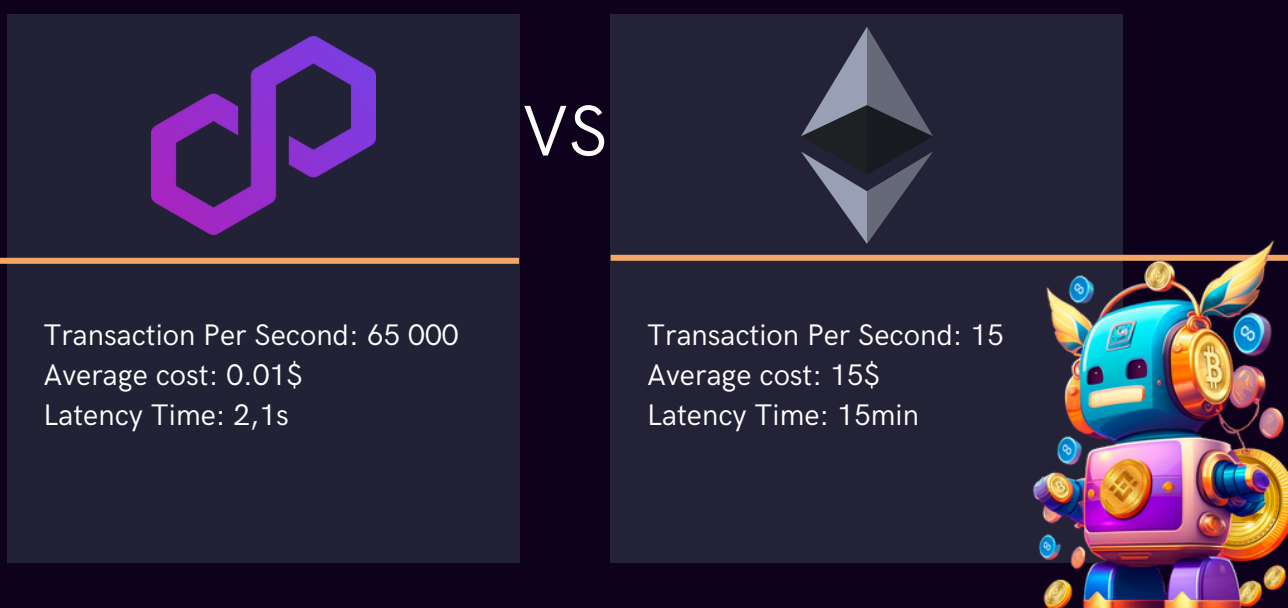 VS
Transaction Per Second: 65 000
Average cost: 0.01$
Latency Time: 2,1s
Transaction Per Second: 15
Average cost: 15$
Latency Time: 15min